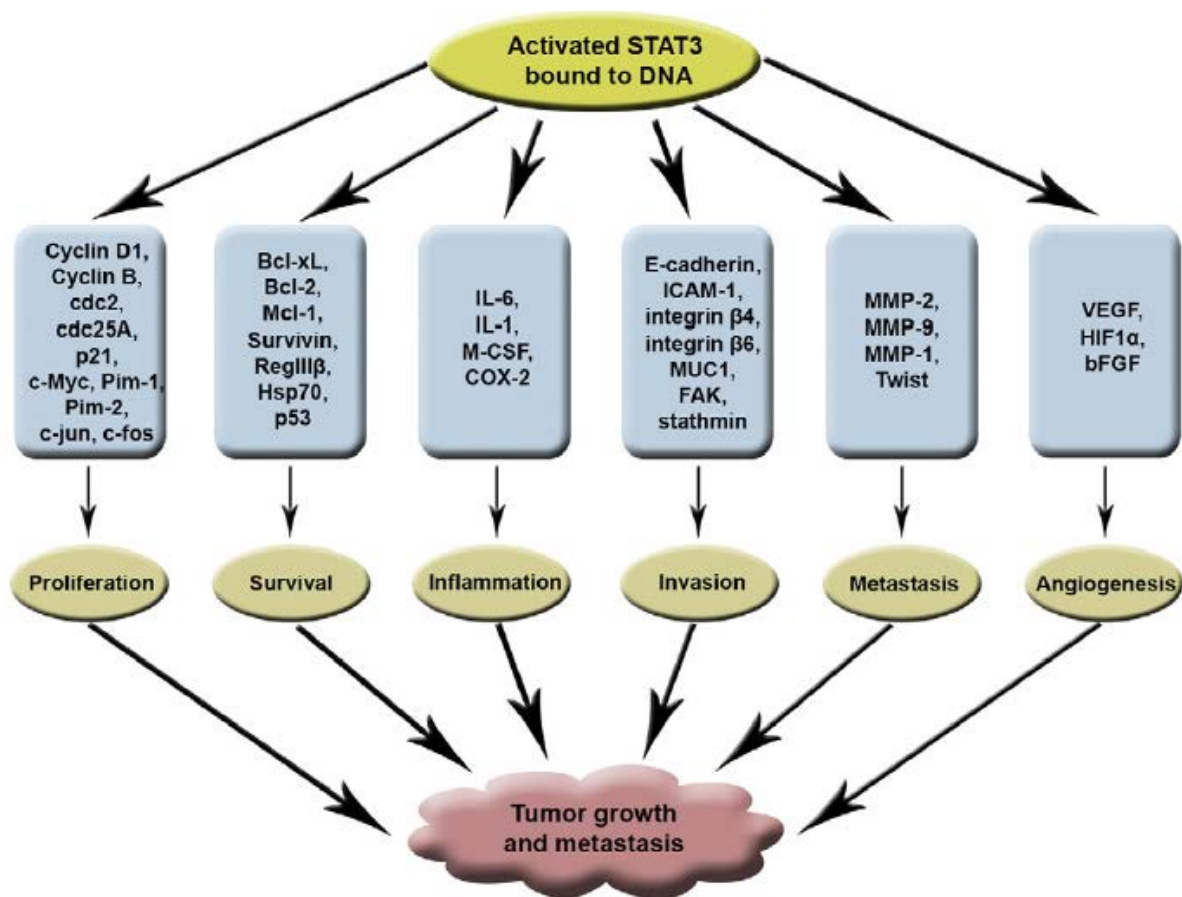 Activated STAT3
bound to DNA
Cyclin D1,
Cyclin B,
cdc2,
cdc25A,
p21,
c-Myc, Pim-1,
Pim-2,
c-jun, c-fos
Bcl-xL,
Bcl-2,
Mcl-1,
Survivin,
RegIIIβ,
Hsp70,
p53
IL-6,
IL-1,
M-CSF,
COX-2
E-cadherin,
ICAM-1,
integrin β4,
integrin β6,
MUC1,
FAK,
stathmin
MMP-2,
MMP-9,
MMP-1,
Twist
VEGF,
HIF1α,
bFGF
Proliferation
Survival
Inflammation
Invasion
Metastasis
Angiogenesis
Tumor growth
and metastasis